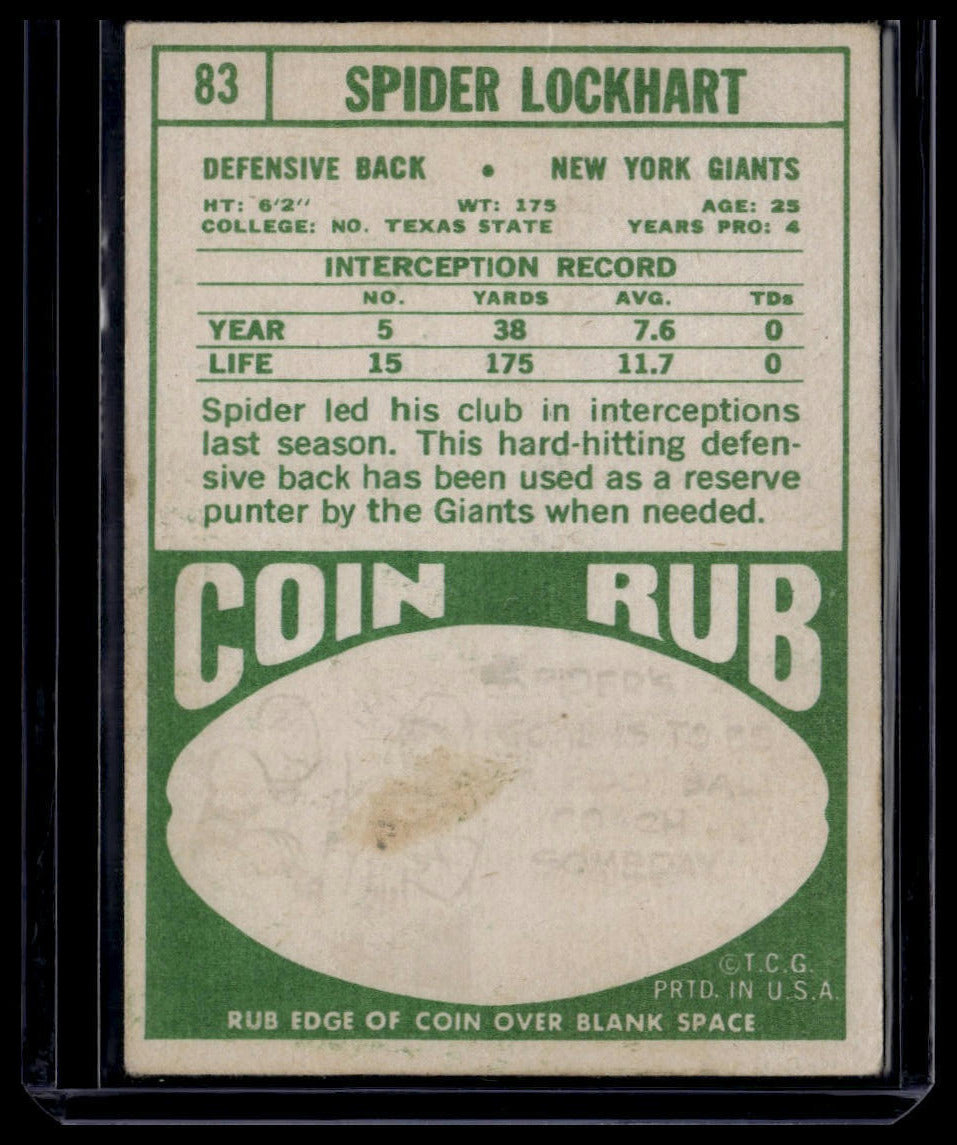 83 SPIDER LOCKHART
DEFENSIVE BACK • NEW YORK GIANTS
HT: 6'2" WT: 175 AGE: 25
COLLEGE: NO. TEXAS STATE YEARS PRO: 4
INTERCEPTION RECORD
NO. YARDS AVG. TDs
YEAR 5 38 7.6 0
LIFE 15 175 11.7 0
Spider led his club in interceptions
last season. This hard-hitting defen-
sive back has been used as a reserve
punter by the Giants when needed.
COIN RUB
TO BE
COACH
SOMEDAY
©T.C.G.
PRTD. IN U.S.A.
RUB EDGE OF COIN OVER BLANK SPACE